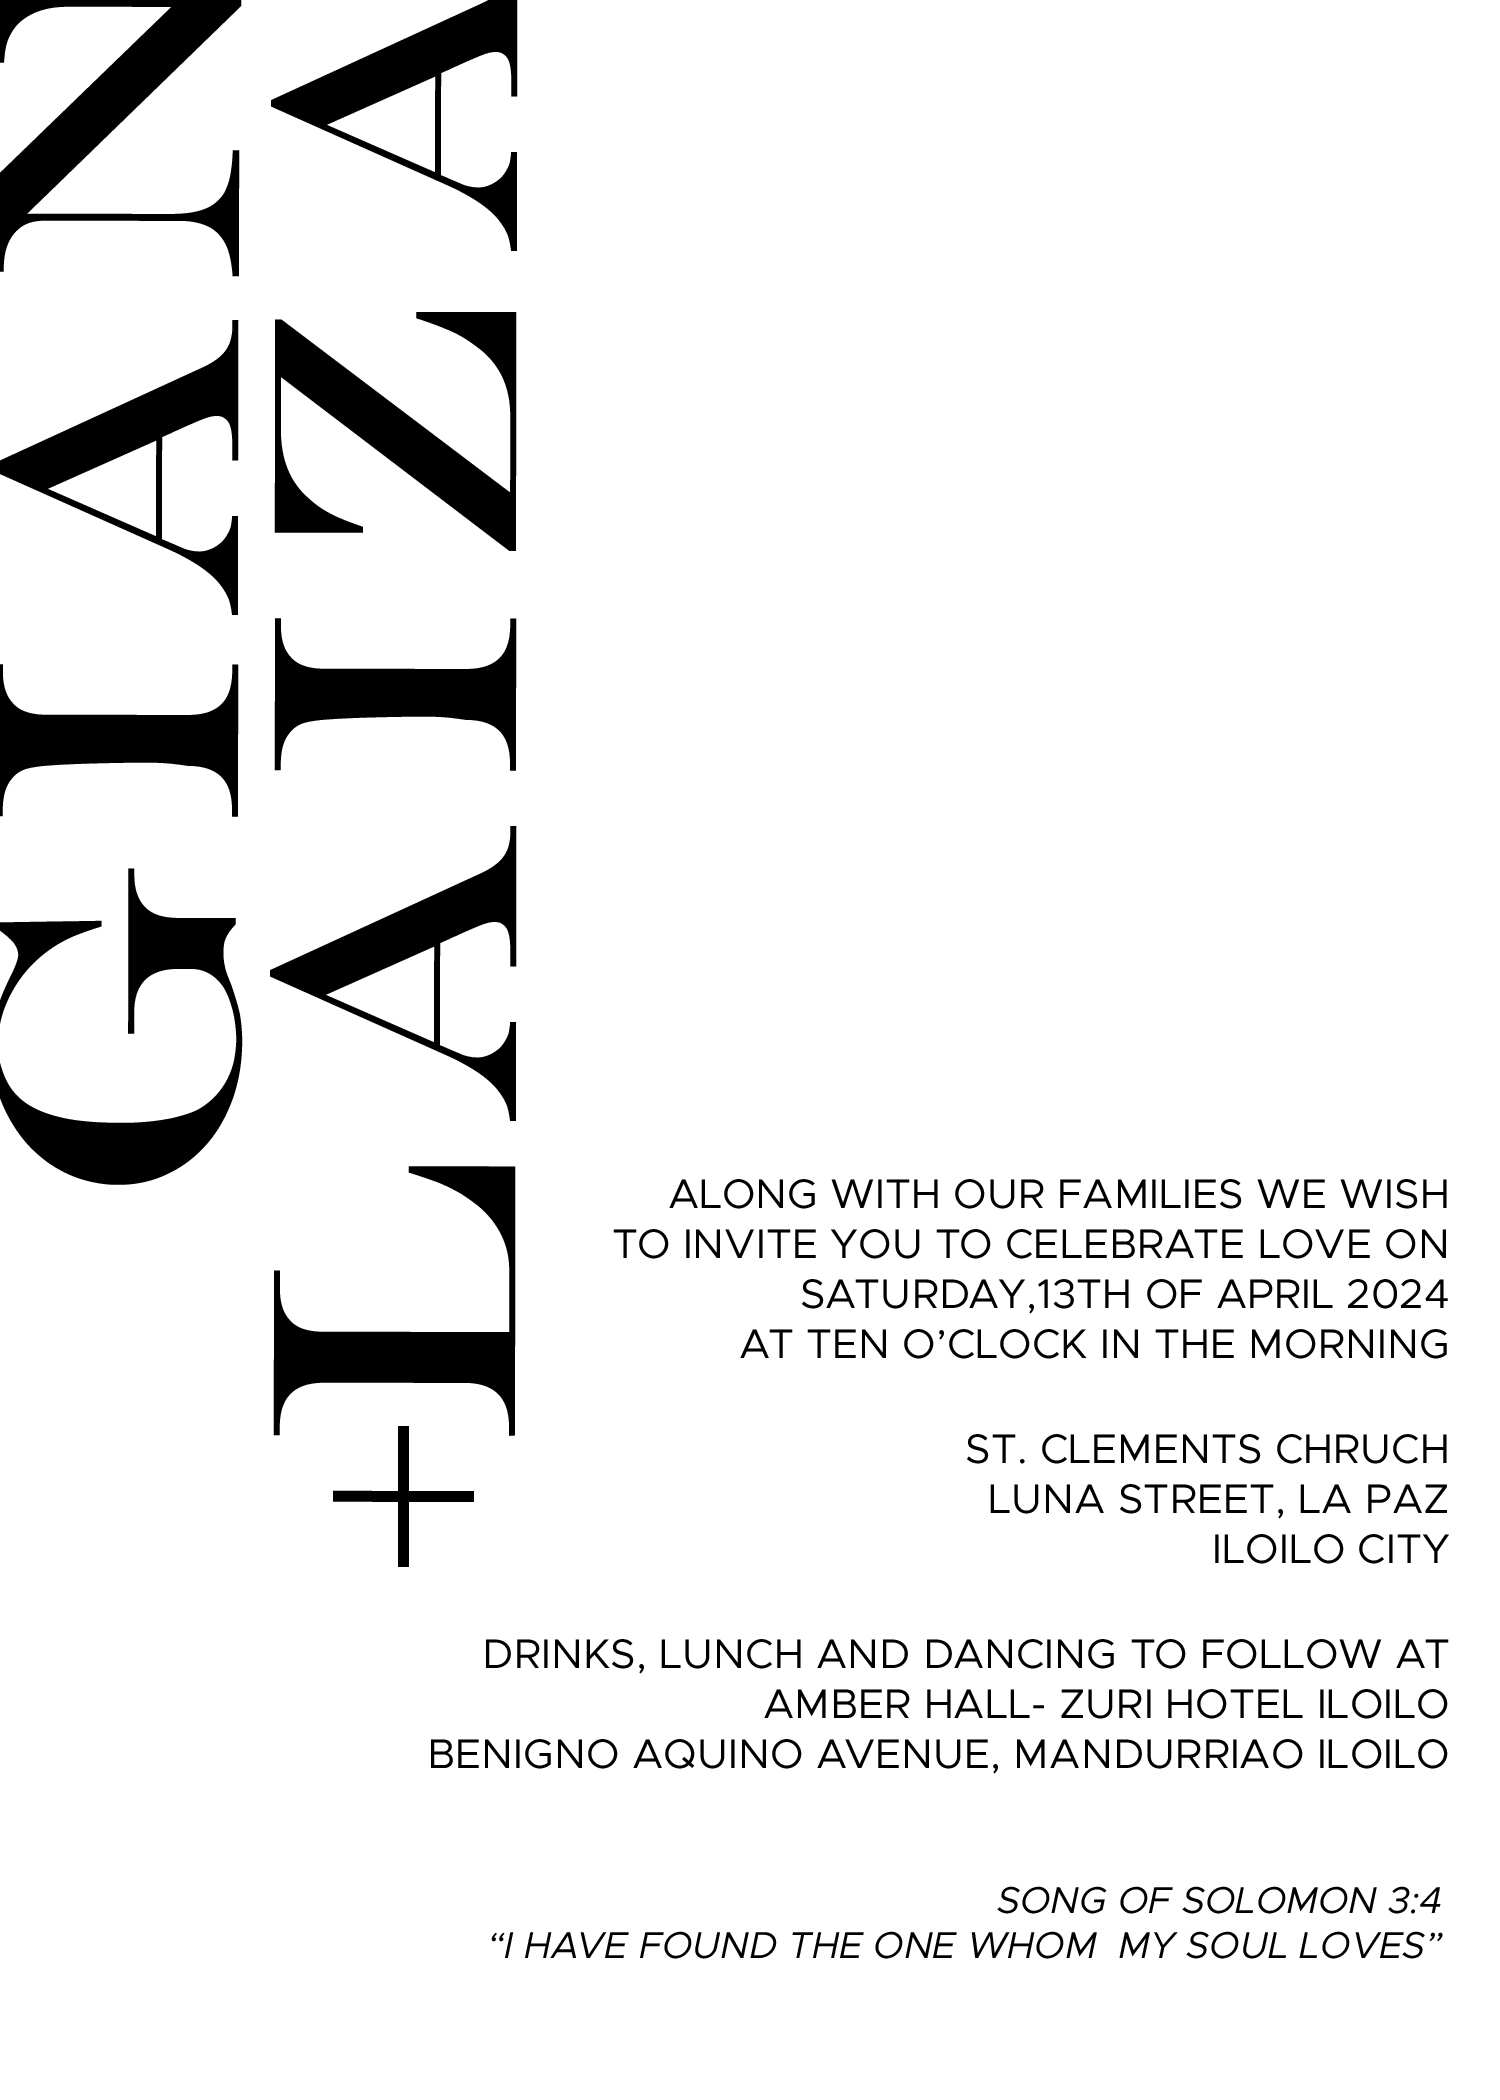 GIAN
+LAIZA
ALONG WITH OUR FAMILIES WE WISH
TO INVITE YOU TO CELEBRATE LOVE ON
SATURDAY,13TH OF APRIL 2024
AT TEN O’CLOCK IN THE MORNING
ST. CLEMENTS CHRUCH
LUNA STREET, LA PAZ
ILOILO CITY
DRINKS, LUNCH AND DANCING TO FOLLOW AT
AMBER HALL- ZURI HOTEL ILOILO
BENIGNO AQUINO AVENUE, MANDURRIAO ILOILO
SONG OF SOLOMON 3:4
“I HAVE FOUND THE ONE WHOM  MY SOUL LOVES”